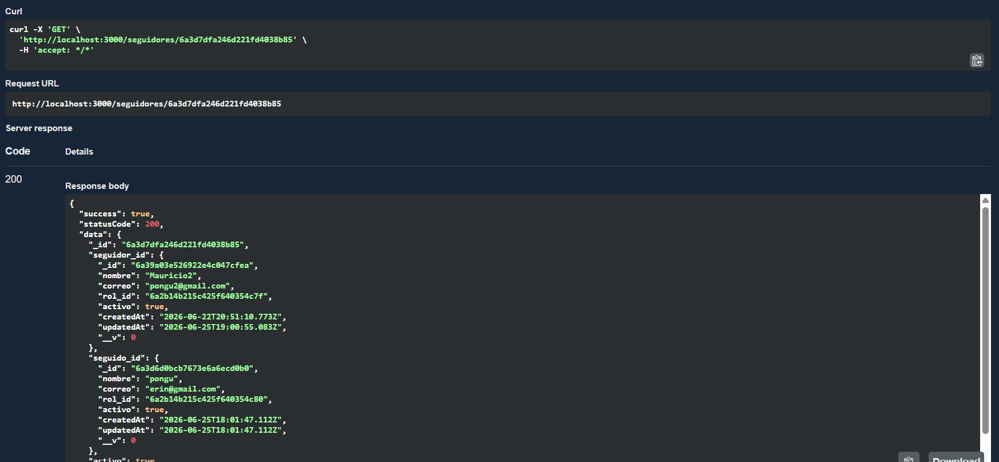 Curl
curl -X 'GET' \
  'http://localhost:3000/seguidores/6a3d7dfa246d221fd4038b85' \
  -H 'accept: */*'
Request URL
http://localhost:3000/seguidores/6a3d7dfa246d221fd4038b85
Server response
Code Details
200
Response body
{
  "success": true,
  "statusCode": 200,
  "data": {
    "_id": "6a3d7dfa246d221fd4038b85",
    "seguidor_id": {
      "_id": "6a39a03e526922e4c047cfea",
      "nombre": "Mauricio2",
      "correo": "pongu2@gmail.com",
      "rol_id": "6a2b14b215c425f640354c7f",
      "activo": true,
      "createdAt": "2026-06-22T20:51:10.773Z",
      "updatedAt": "2026-06-25T19:00:55.083Z",
      "__v": 0
    },
    "seguido_id": {
      "_id": "6a3d6d0bcb7673e6a6ecd0b0",
      "nombre": "pongu",
      "correo": "erin@gmail.com",
      "rol_id": "6a2b14b215c425f640354c80",
      "activo": true,
      "createdAt": "2026-06-25T18:01:47.112Z",
      "updatedAt": "2026-06-25T18:01:47.112Z",
      "__v": 0
    },
    "activo": true
Download